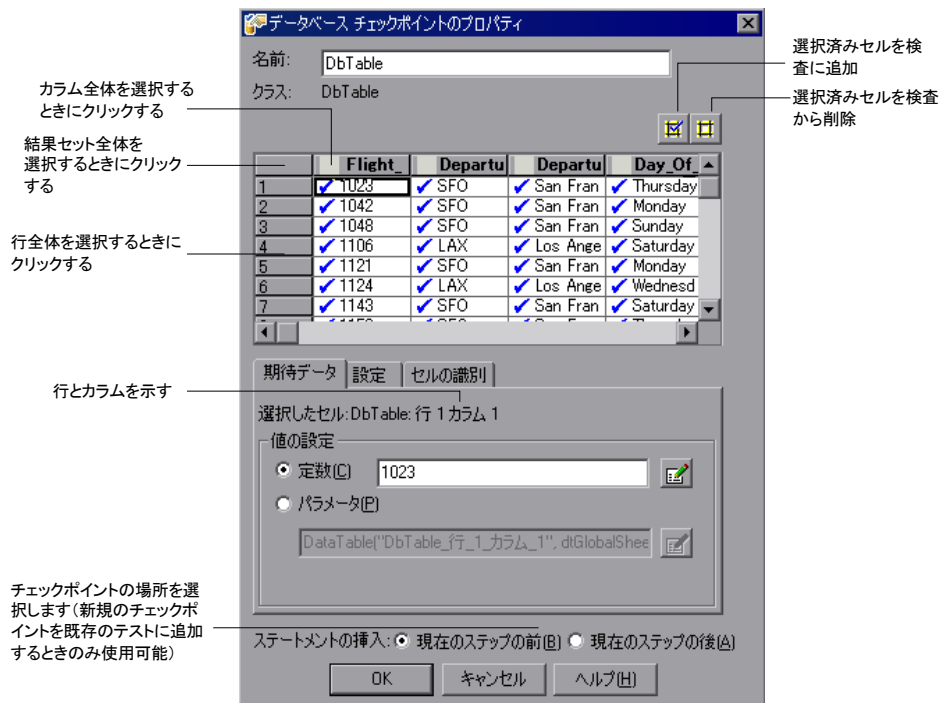 データベース チェックポイントのプロパティ
名前:
DbTable
クラス:
DbTable
選択済みセルを検
査に追加
選択済みセルを検査
から削除
カラム全体を選択する
ときにクリックする
結果セット全体を
選択するときにクリック
する
行全体を選択するときに
クリックする
Flight_ Departu Departu Day_Of_
1 1023 SFO San Fran Thursday
2 1042 SFO San Fran Monday
3 1048 SFO San Fran Sunday
4 1106 LAX Los Ange Saturday
5 1121 SFO San Fran Monday
6 1124 LAX Los Ange Wednesd
7 1143 SFO San Fran Saturday
期待データ 設定 セルの識別
行とカラムを示す
選択したセル:DbTable: 行 1 カラム 1
値の設定
定数(C) 1023
パラメータ(P)
DataTable("DbTable_行_1_カラム_1", dtGlobalShee
チェックポイントの場所を選
択します(新規のチェックポ
イントを既存のテストに追加
するときのみ使用可能)
ステートメントの挿入: 現在のステップの前(B) 現在のステップの後(A)
OK キャンセル ヘルプ(H)